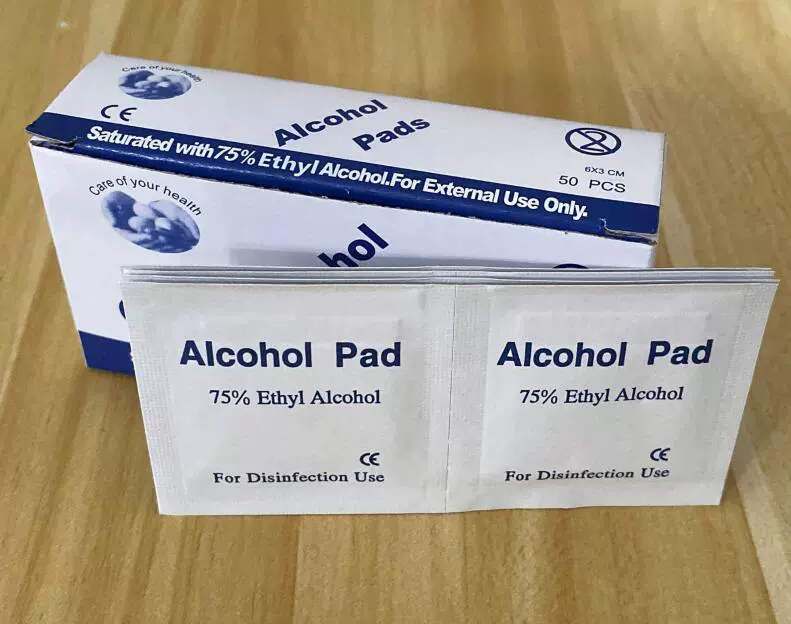 Care of your health
CE
Alcohol
Pads
6X3 CM
50 PCS
Saturated with 75% Ethyl Alcohol.For External Use Only.
Care of your health
hol
Alcohol Pad
75% Ethyl Alcohol
CE
For Disinfection Use
Alcohol Pad
75% Ethyl Alcohol
CE
For Disinfection Use